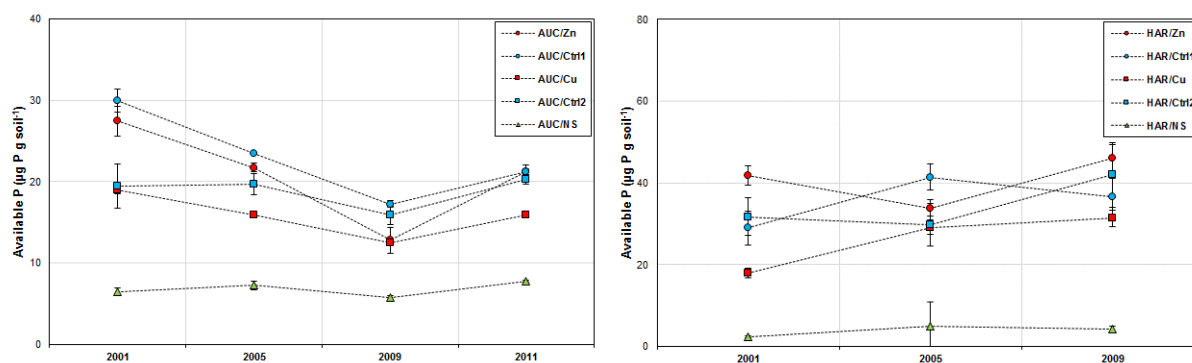 40
30
20
10
0
Available P (µg P g soil-1)
2001 2005 2009 2011
AUC/Zn
AUC/Ctrl1
AUC/Cu
AUC/Ctrl2
AUC/NS
80
60
40
20
0
Available P (µg P g soil-1)
2001 2005 2009
HAR/Zn
HAR/Ctrl1
HAR/Cu
HAR/Ctrl2
HAR/NS